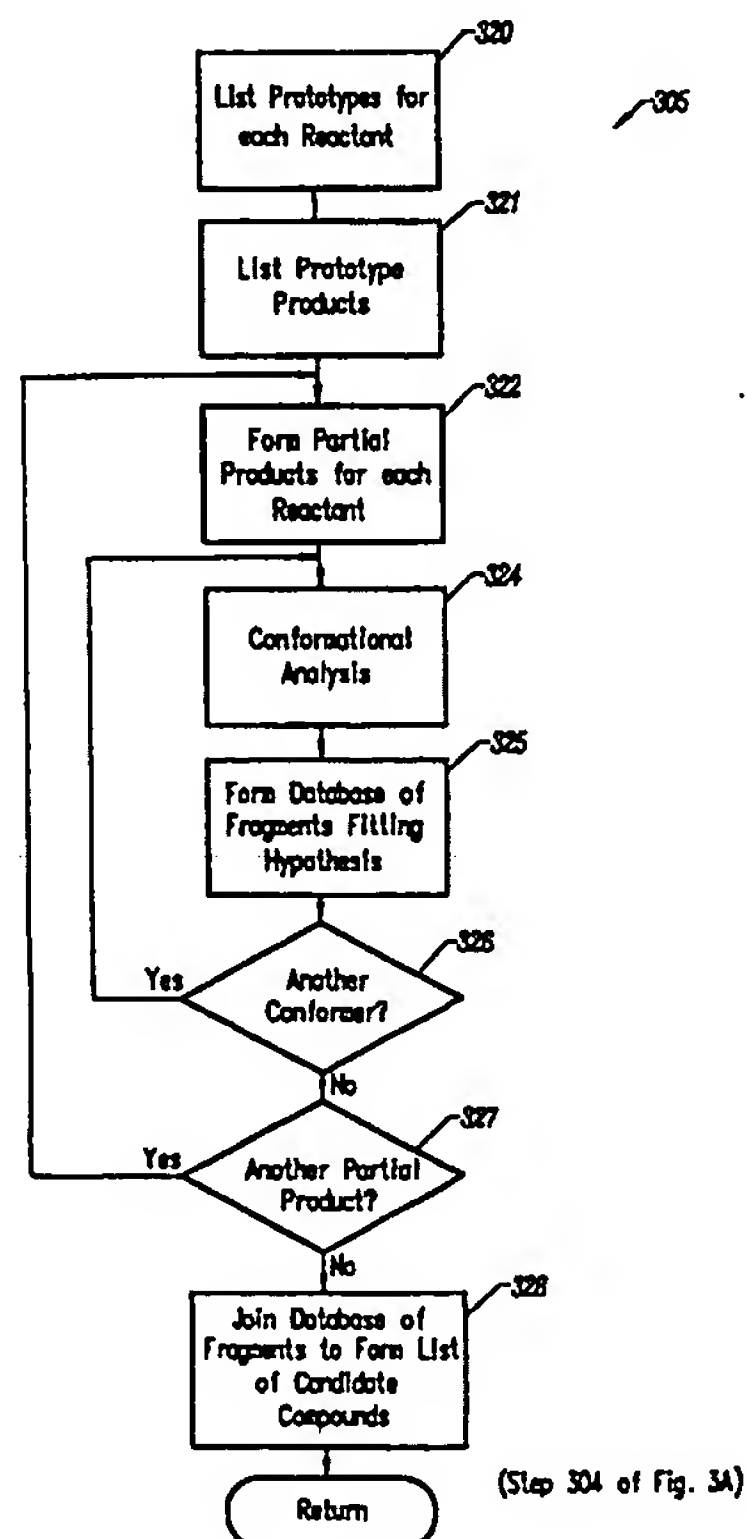 320
List Prototypes for
each Reactant
305
321
List Prototype
Products
322
Form Partial
Products for each
Reactant
324
Conformational
Analysis
325
Form Database of
Fragments Fitting
Hypothesis
326
Yes
Another
Conformer?
No
327
Yes
Another Partial
Product?
No
328
Join Database of
Fragments to Form List
of Candidate
Compounds
(Step 304 of Fig. 3A)
Return